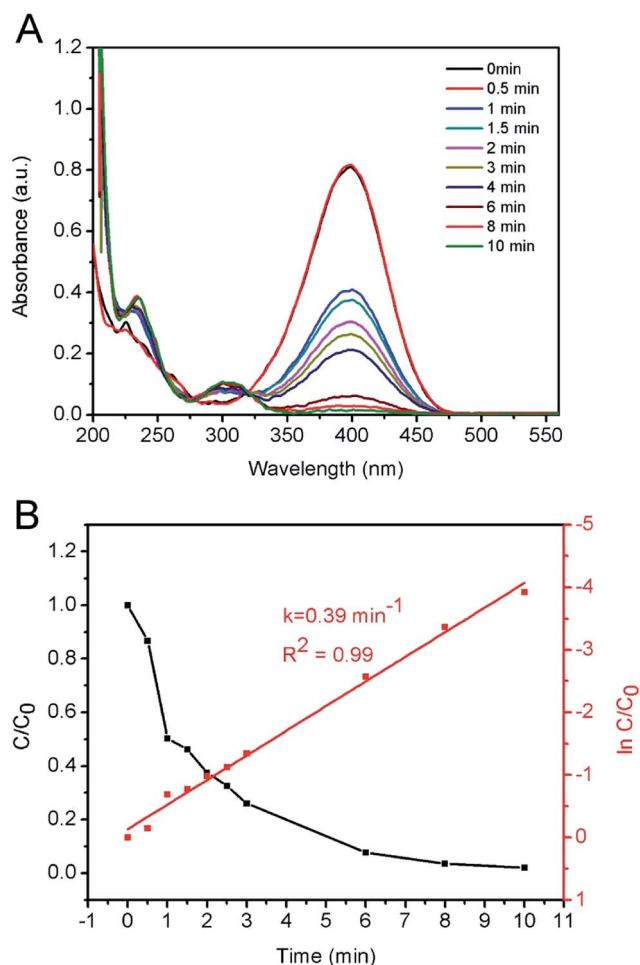 A
1.2
1.0
0.8
0.6
0.4
0.2
0.0
Absorbance (a.u.)
200 250 300 350 400 450 500 550
Wavelength (nm)
0min
0.5 min
1 min
1.5 min
2 min
3 min
4 min
6 min
8 min
10 min
B
1.2
1.0
0.8
0.6
0.4
0.2
0.0
C/C₀
k=0.39 min⁻¹
R² = 0.99
-5
-4
-3
-2
-1
0
1
ln C/C₀
-1 0 1 2 3 4 5 6 7 8 9 10 11
Time (min)